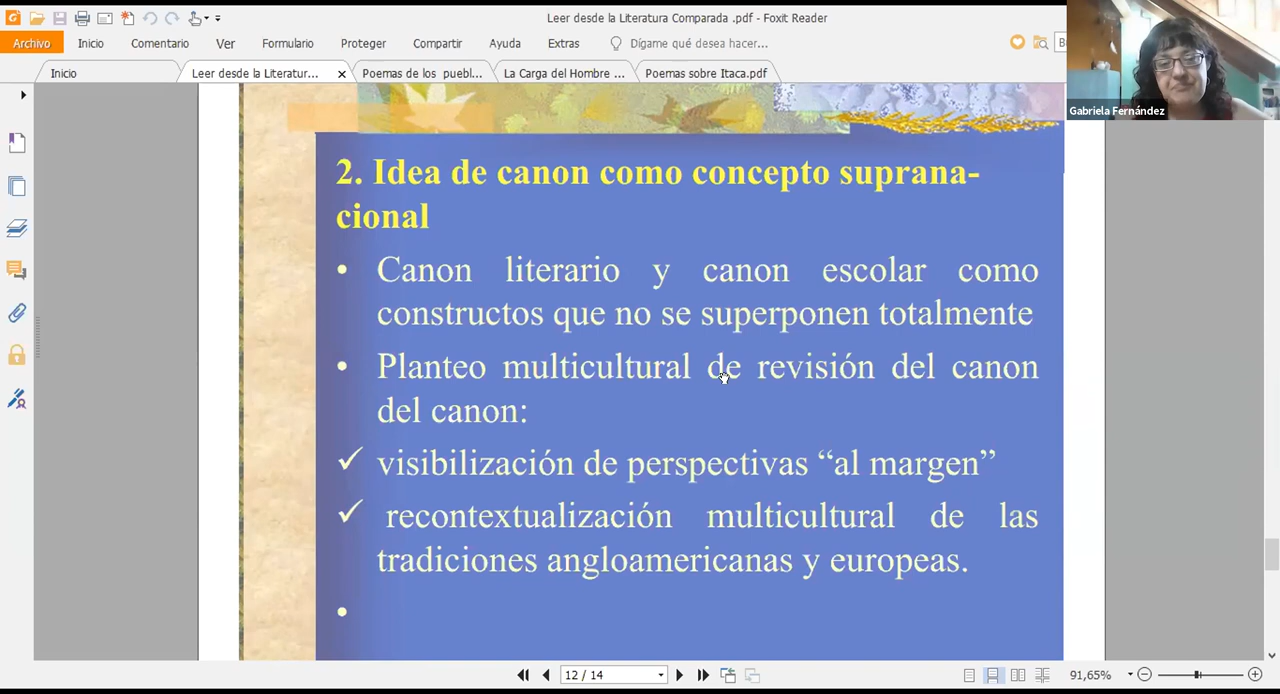 Leer desde la Literatura Comparada .pdf - Foxit Reader
Archivo Inicio Comentario Ver Formulario Proteger Compartir Ayuda Extras Dígame qué desea hacer...
Inicio Leer desde la Literatur... Poemas de los puebl... La Carga del Hombre ... Poemas sobre Itaca.pdf
Gabriela Fernández
2. Idea de canon como concepto suprana-
cional
• Canon literario y canon escolar como
constructos que no se superponen totalmente
• Planteo multicultural de revisión del canon
del canon:
✓ visibilización de perspectivas “al margen”
✓ recontextualización multicultural de las
tradiciones angloamericanas y europeas.
•
12 / 14 91,65%